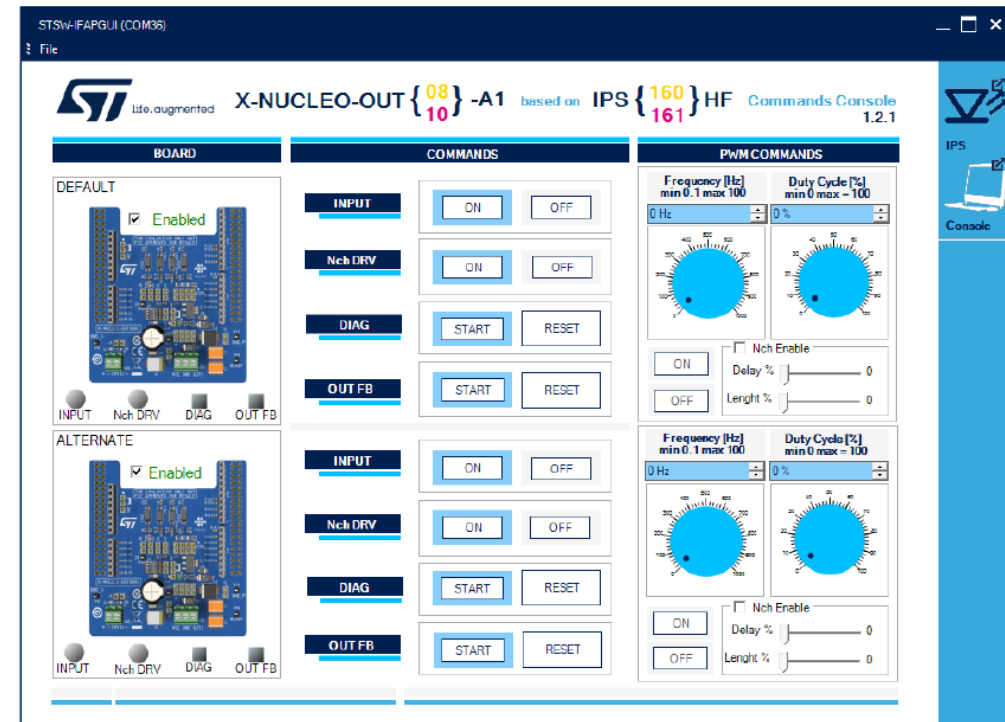 STSW-IFAPGUI (COM36)
File
ST life.augmented
X-NUCLEO-OUT {08 10} -A1 based on IPS {160 161} HF Commands Console
1.2.1
BOARD
COMMANDS
PWM COMMANDS
IPS
Console
DEFAULT
Enabled
INPUT
Nch DRV
DIAG
OUT FB
INPUT
ON
OFF
Nch DRV
ON
OFF
DIAG
START
RESET
OUT FB
START
RESET
Frequency [Hz]
min 0.1 max 100
Duty Cycle [%]
min 0 max = 100
0 Hz
0 %
ON
OFF
Nch Enable
Delay %
0
Lenght %
0
ALTERNATE
Enabled
INPUT
Nch DRV
DIAG
OUT FB
INPUT
ON
OFF
Nch DRV
ON
OFF
DIAG
START
RESET
OUT FB
START
RESET
Frequency [Hz]
min 0.1 max 100
Duty Cycle [%]
min 0 max = 100
0 Hz
0 %
ON
OFF
Nch Enable
Delay %
0
Lenght %
0